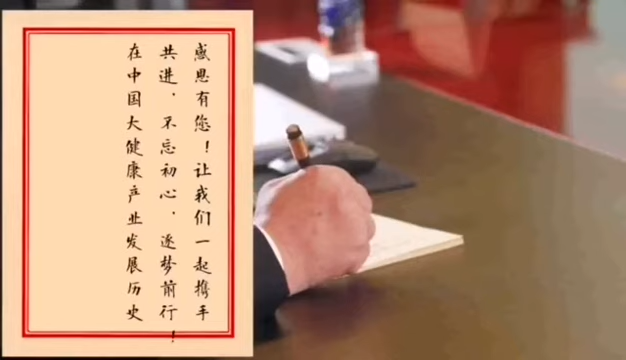 感恩有您！让我们一起携手
共进，不忘初心，逐梦前行！
在中国大健康产业发展历史